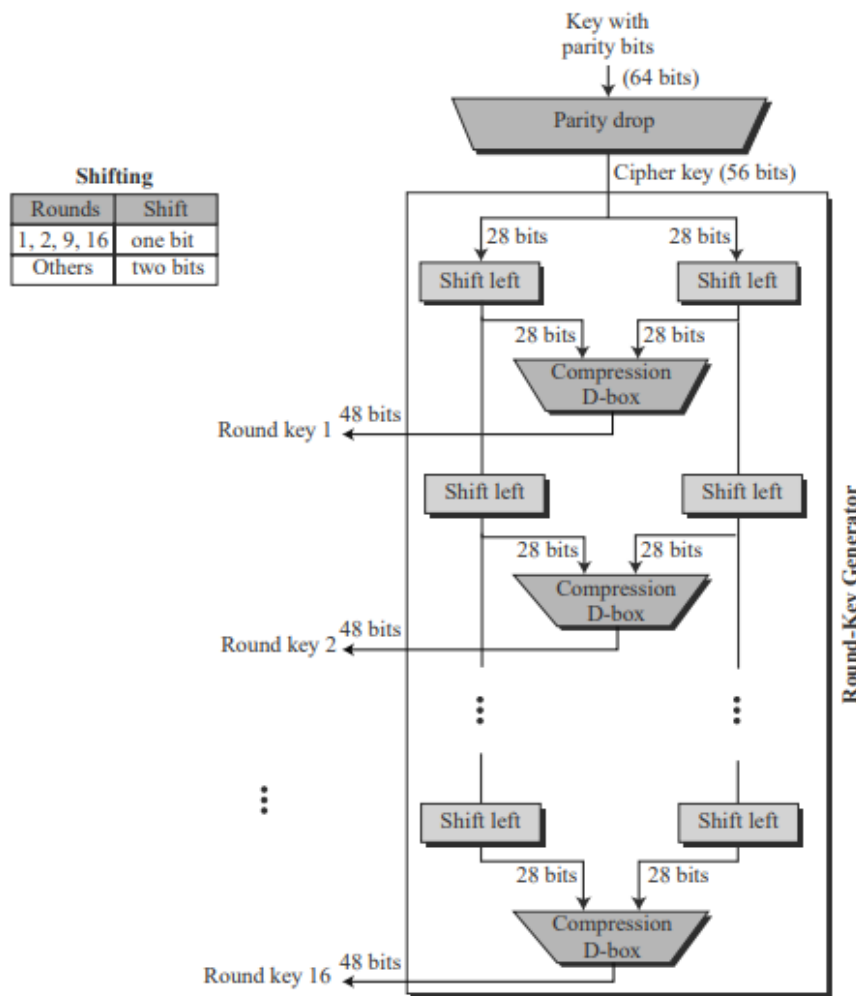 Key with
parity bits
(64 bits)
Parity drop
Cipher key (56 bits)
Shifting
Rounds Shift
1, 2, 9, 16 one bit
Others two bits
28 bits 28 bits
Shift left Shift left
28 bits 28 bits
Compression
D-box
48 bits
Round key 1
Shift left Shift left
28 bits 28 bits
Compression
D-box
48 bits
Round key 2
Round-Key Generator
Shift left Shift left
28 bits 28 bits
Compression
D-box
48 bits
Round key 16